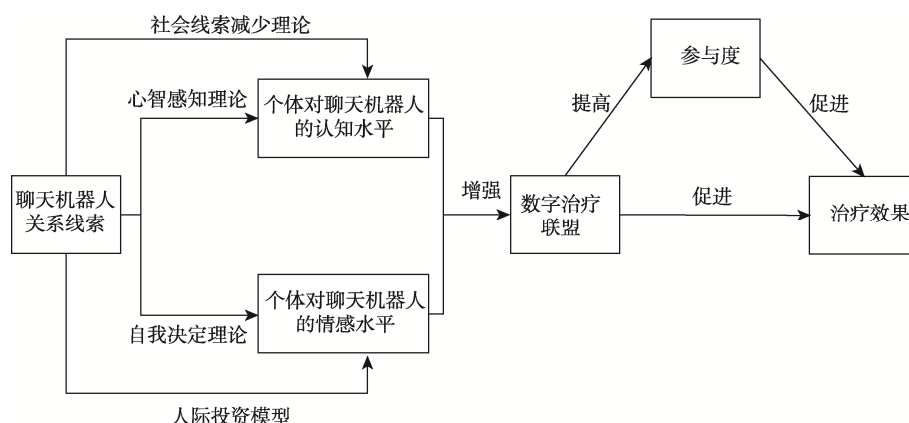 社会线索减少理论
参与度
心智感知理论
个体对聊天机器人
的认知水平
提高
促进
聊天机器人
关系线索
增强
数字治疗
联盟
促进
治疗效果
个体对聊天机器人
的情感水平
自我决定理论
人际投资模型